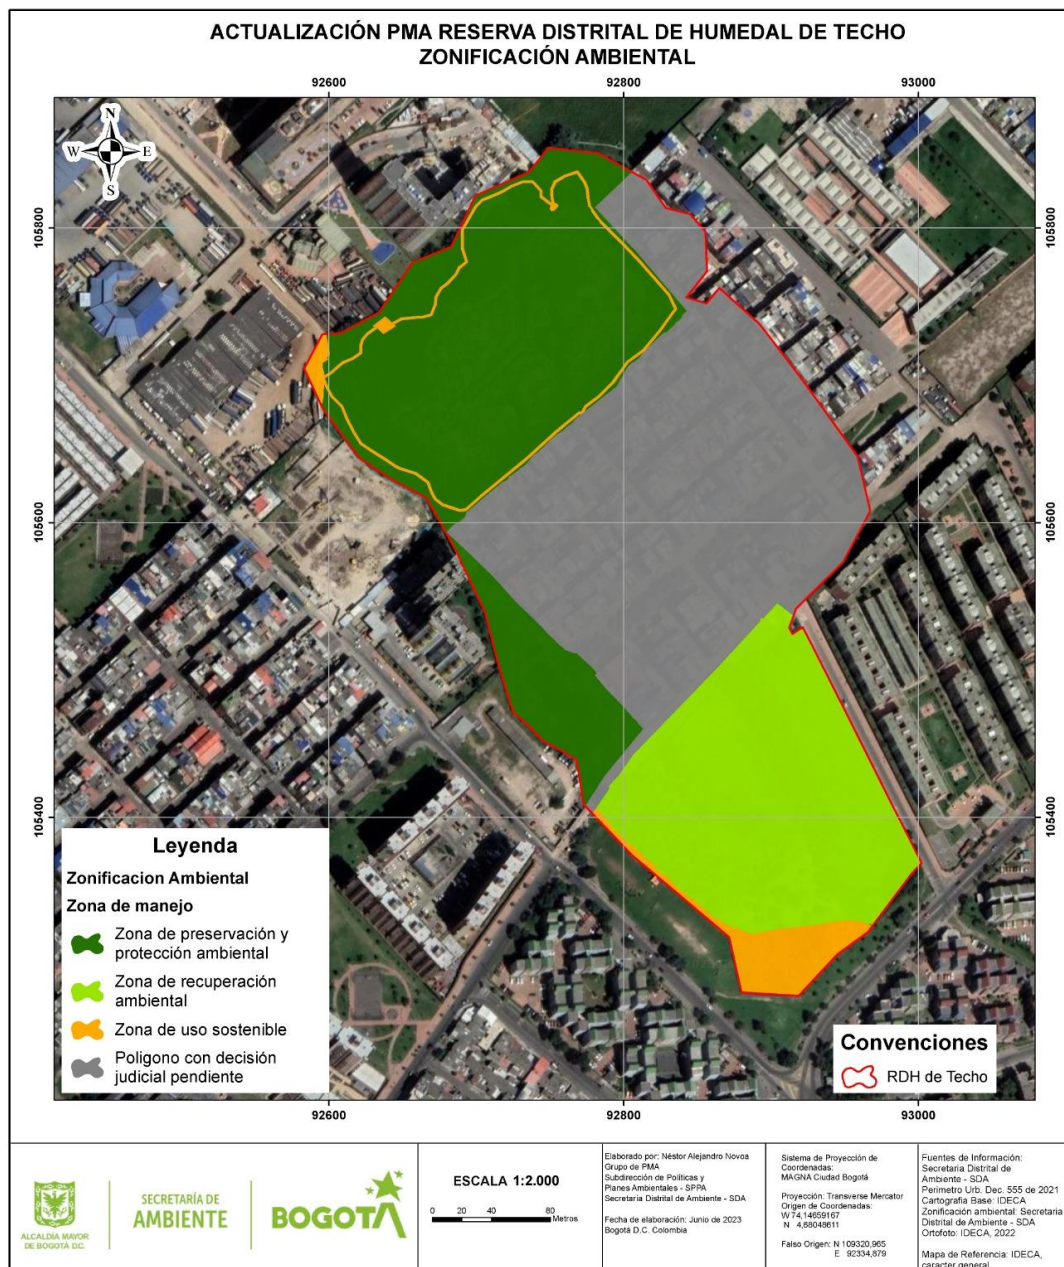 ACTUALIZACIÓN PMA RESERVA DISTRITAL DE HUMEDAL DE TECHO
ZONIFICACIÓN AMBIENTAL
92600
92800
93000
N
W
E
S
105800
105800
105600
105600
105400
105400
Leyenda
Zonificacion Ambiental
Zona de manejo
Zona de preservación y
protección ambiental
Zona de recuperación
ambiental
Zona de uso sostenible
Poligono con decisión
judicial pendiente
Convenciones
RDH de Techo
92600
92800
93000
ALCALDÍA MAYOR
DE BOGOTÁ D.C.
SECRETARÍA DE
AMBIENTE
BOGOTÁ
ESCALA 1:2.000
0 20 40 80
Metros
Elaborado por: Néstor Alejandro Novoa
Grupo de PMA
Subdirección de Políticas y
Planes Ambientales - SPPA
Secretaria Distrital de Ambiente - SDA
Fecha de elaboración: Junio de 2023
Bogotá D.C. Colombia
Sistema de Proyección de
Coordenadas:
MAGNA Ciudad Bogotá
Proyección: Transverse Mercator
Origen de Coordenadas:
W 74,14659167
N 4,68048611
Falso Origen: N 109320,965
E 92334,879
Fuentes de Información:
Secretaria Distrital de
Ambiente - SDA
Perimetro Urb. Dec. 555 de 2021
Cartografia Base: IDECA
Zonificación ambiental: Secretaria
Distrital de Ambiente - SDA
Ortofoto: IDECA, 2022
Mapa de Referencia: IDECA,
caracter general